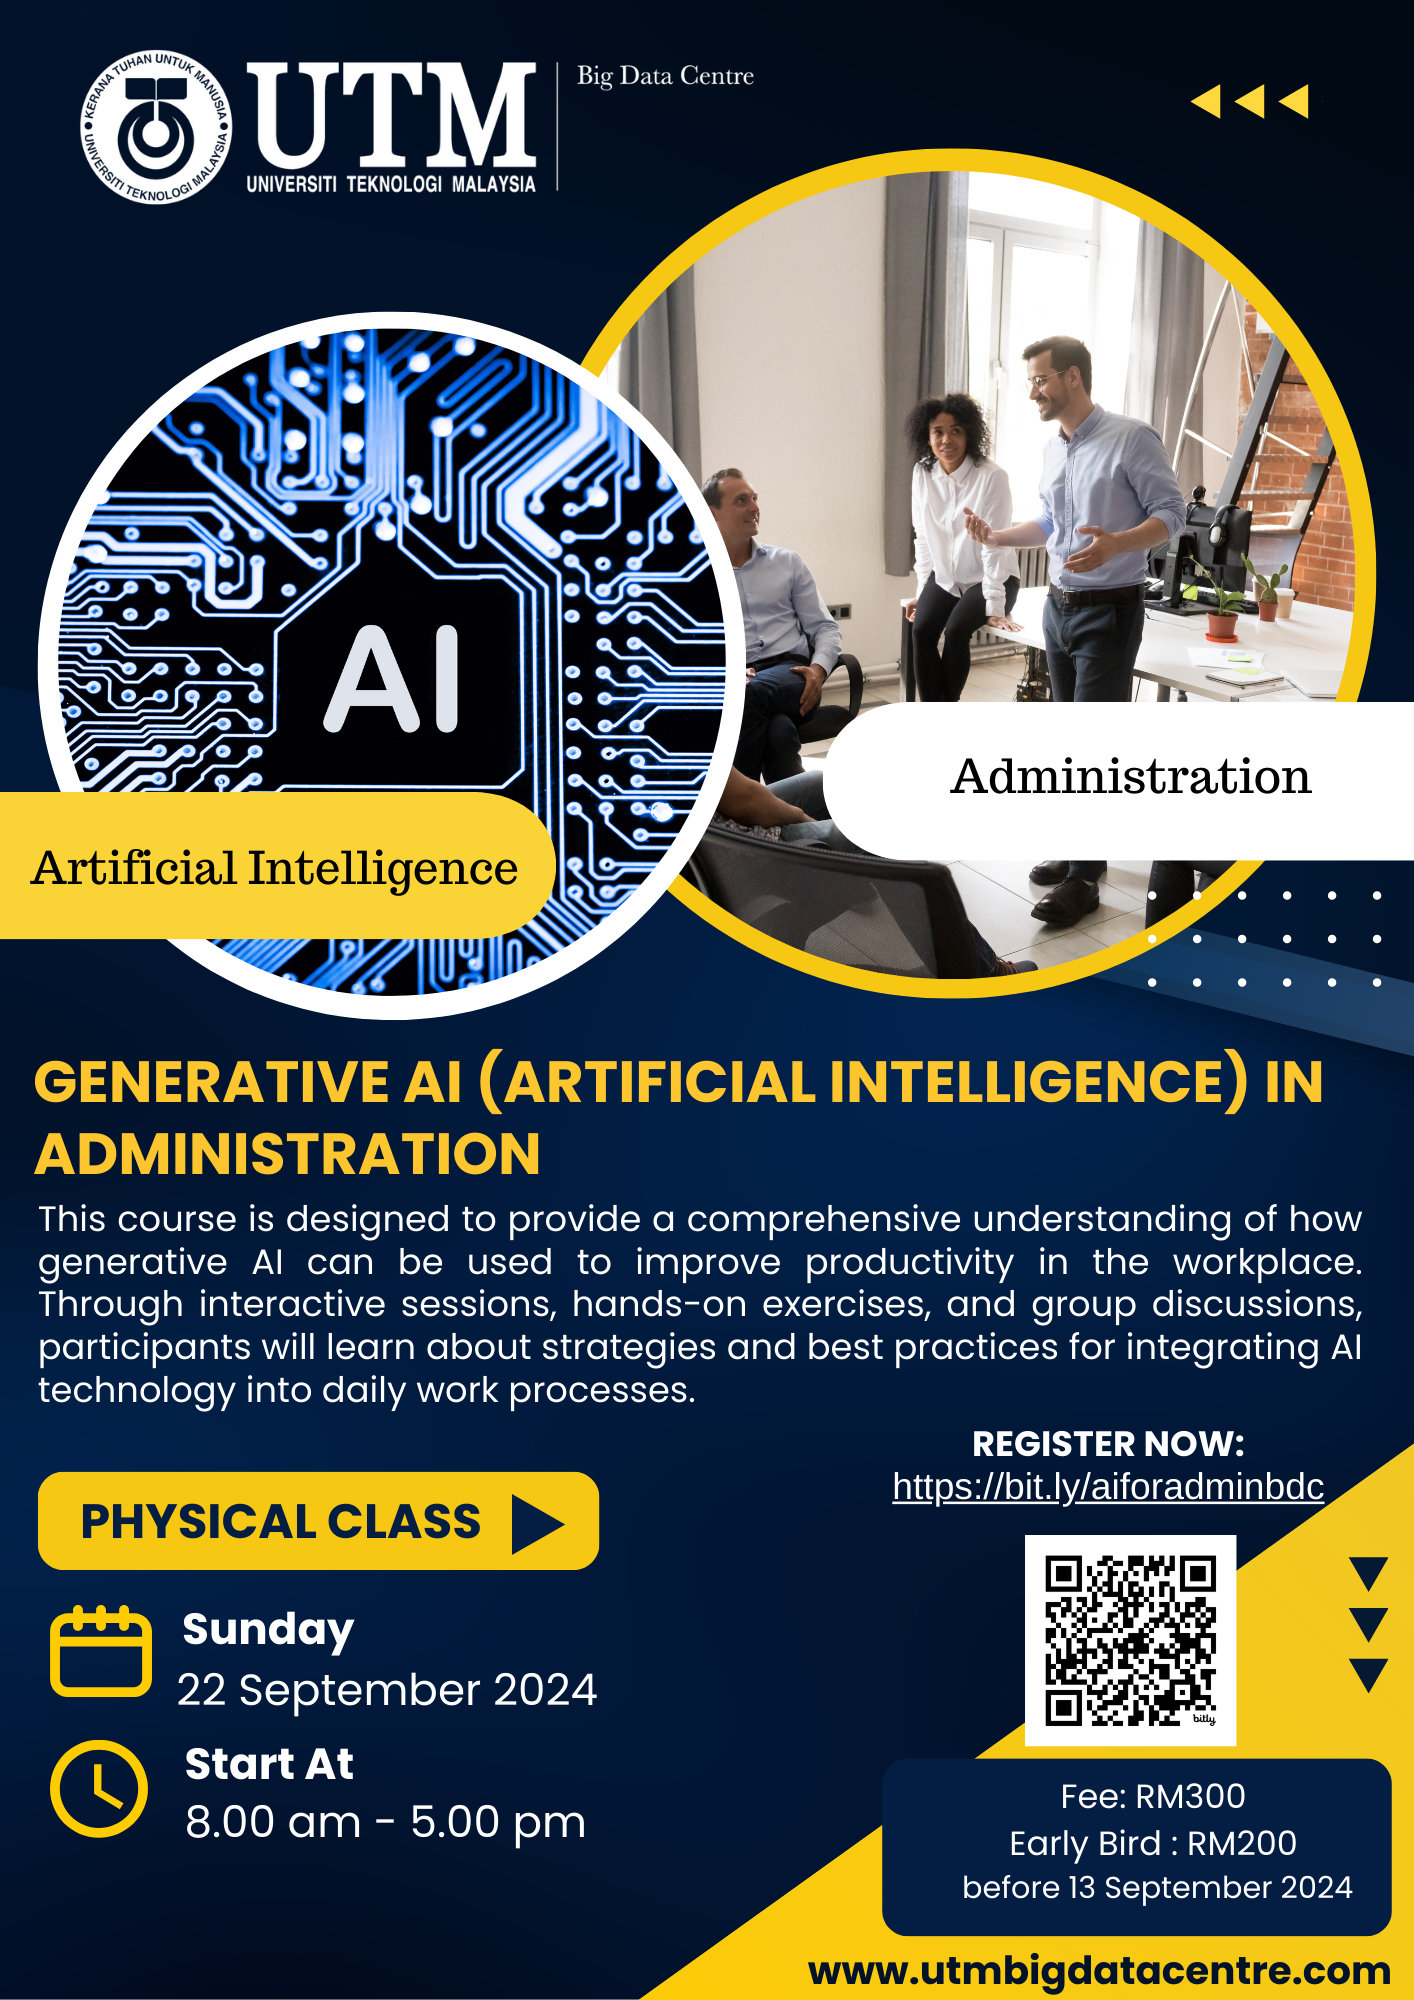 KERANA TUHAN UNTUK MANUSIA
UNIVERSITI TEKNOLOGI MALAYSIA
UTM
UNIVERSITI TEKNOLOGI MALAYSIA
Big Data Centre
AI
Administration
Artificial Intelligence
GENERATIVE AI (ARTIFICIAL INTELLIGENCE) IN
ADMINISTRATION
This course is designed to provide a comprehensive understanding of how
generative AI can be used to improve productivity in the workplace.
Through interactive sessions, hands-on exercises, and group discussions,
participants will learn about strategies and best practices for integrating AI
technology into daily work processes.
REGISTER NOW:
https://bit.ly/aiforadminbdc
PHYSICAL CLASS
Sunday
22 September 2024
Start At
8.00 am - 5.00 pm
bitly
Fee: RM300
Early Bird : RM200
before 13 September 2024
www.utmbigdatacentre.com